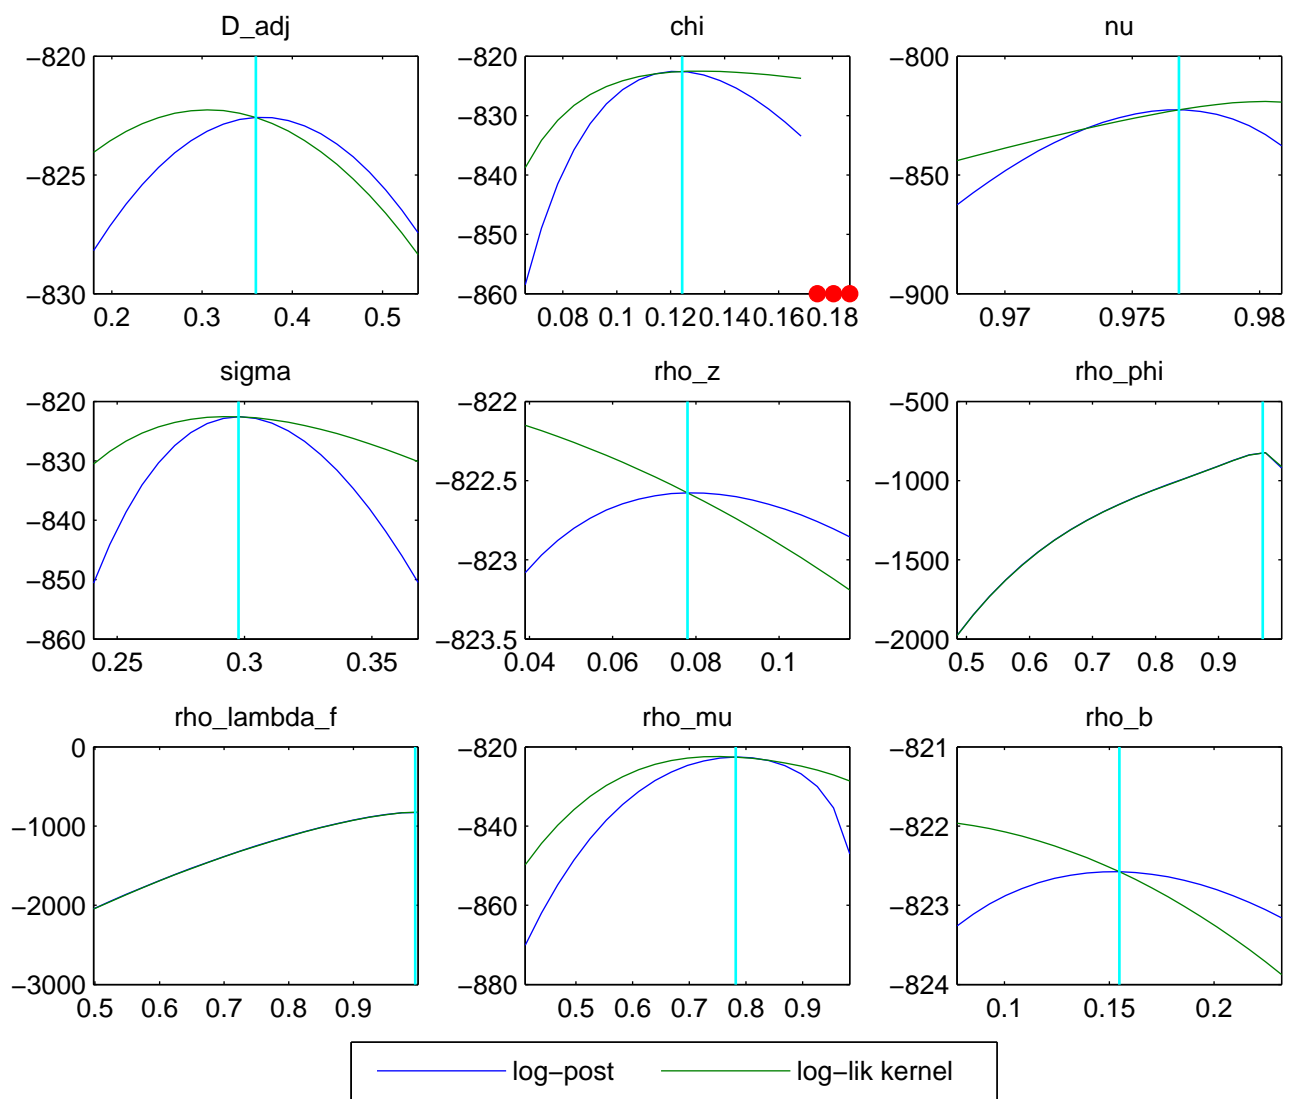 D_adj
−820
−825
−830
0.2 0.3 0.4 0.5
chi
−820
−830
−840
−850
−860
0.08 0.1 0.12 0.14 0.16 0.18
nu
−800
−850
−900
0.97 0.975 0.98
sigma
−820
−830
−840
−850
−860
0.25 0.3 0.35
rho_z
−822
−822.5
−823
−823.5
0.04 0.06 0.08 0.1
rho_phi
−500
−1000
−1500
−2000
0.5 0.6 0.7 0.8 0.9
rho_lambda_f
0
−1000
−2000
−3000
0.5 0.6 0.7 0.8 0.9
rho_mu
−820
−840
−860
−880
0.5 0.6 0.7 0.8 0.9
rho_b
−821
−822
−823
−824
0.1 0.15 0.2
log−post log−lik kernel